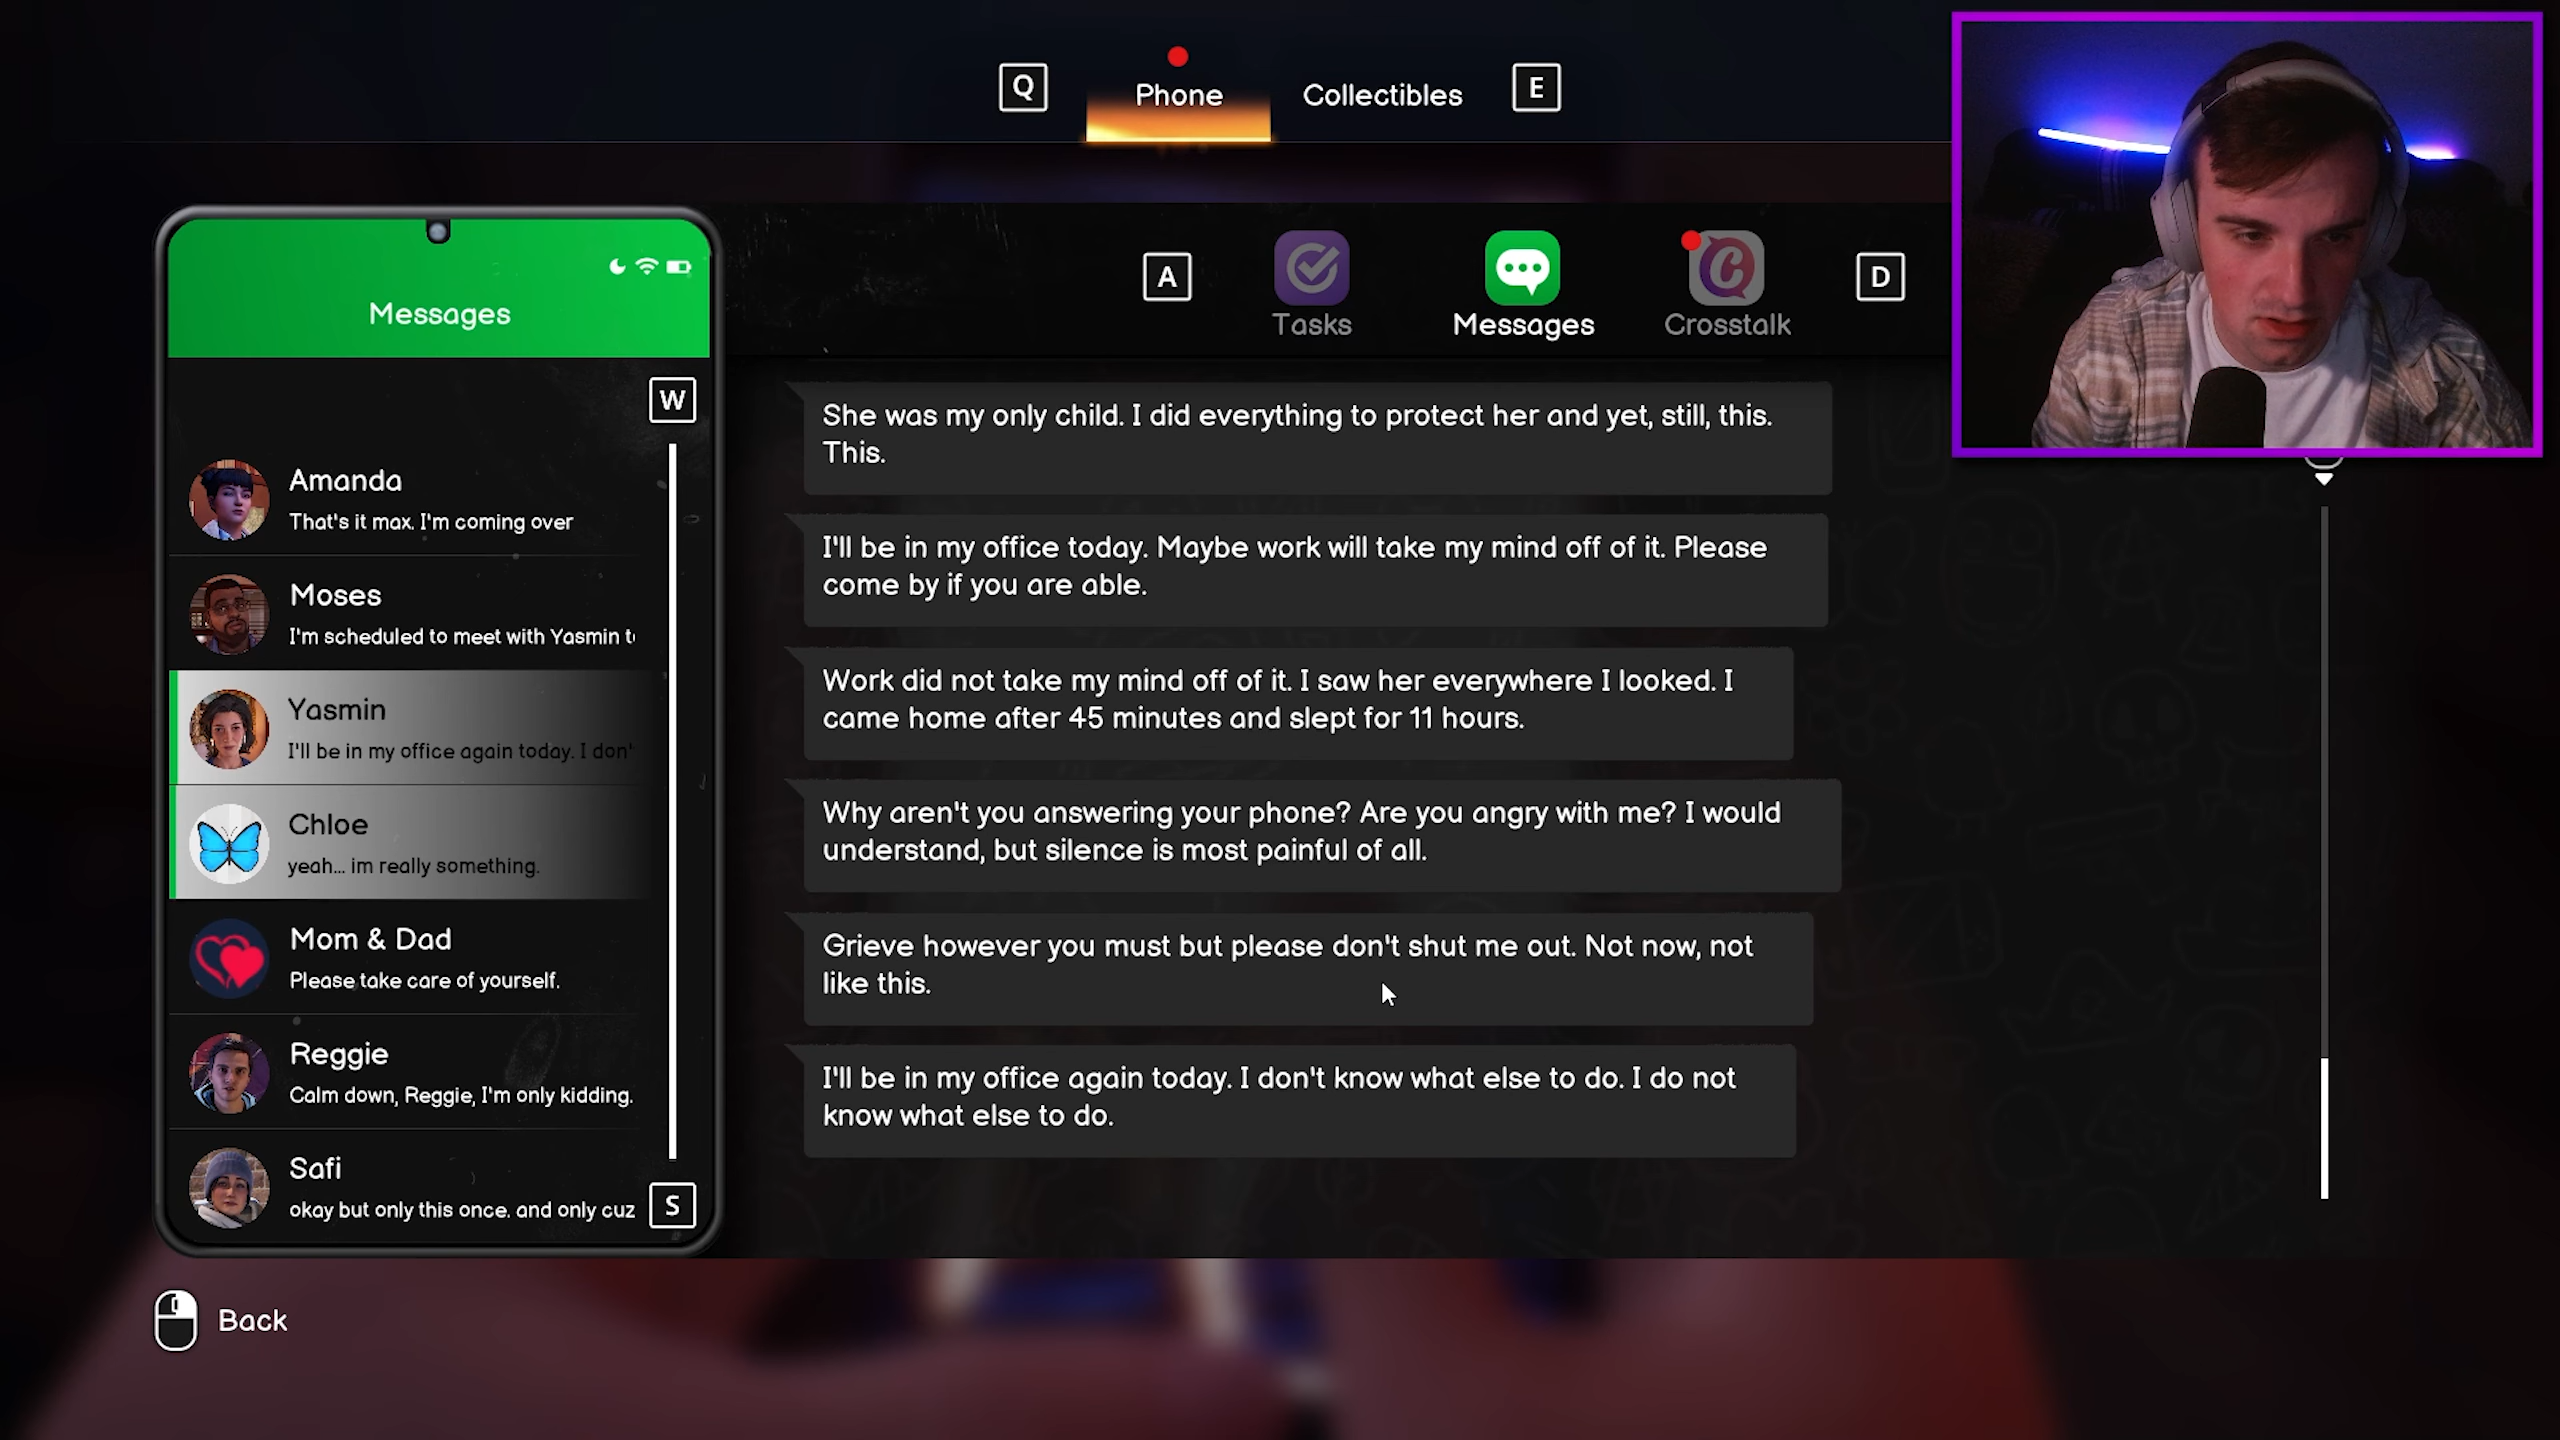 Q
Phone
Collectibles
E
Messages
A
Tasks
Messages
Crosstalk
D
W
Amanda
That's it max. I'm coming over
Moses
I'm scheduled to meet with Yasmin
Yasmin
I'll be in my office again today. I don'
Chloe
yeah... im really something.
Mom & Dad
Please take care of yourself.
Reggie
Calm down, Reggie, I'm only kidding.
Safi
okay but only this once. and only cuz
S
She was my only child. I did everything to protect her and yet, still, this.
This.
I'll be in my office today. Maybe work will take my mind off of it. Please
come by if you are able.
Work did not take my mind off of it. I saw her everywhere I looked. I
came home after 45 minutes and slept for 11 hours.
Why aren't you answering your phone? Are you angry with me? I would
understand, but silence is most painful of all.
Grieve however you must but please don't shut me out. Not now, not
like this.
I'll be in my office again today. I don't know what else to do. I do not
know what else to do.
Back